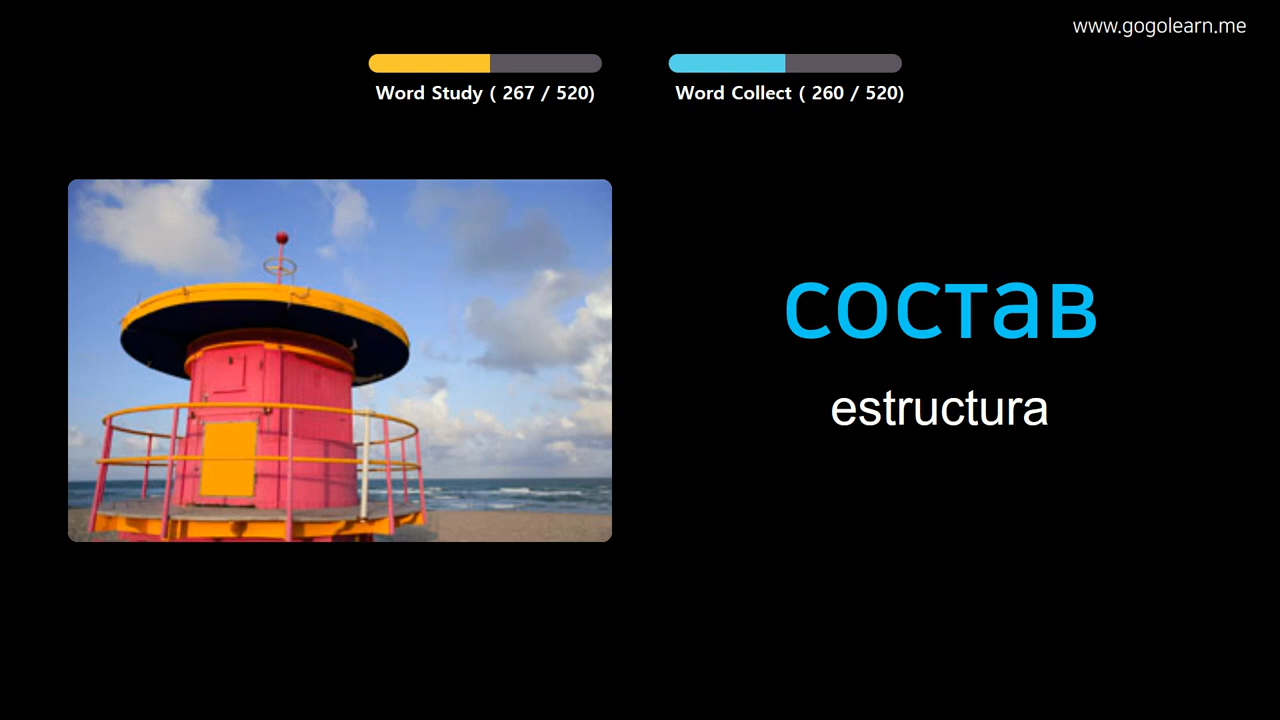 www.gogolearn.me
Word Study ( 267 / 520)
Word Collect ( 260 / 520)
состав
estructura